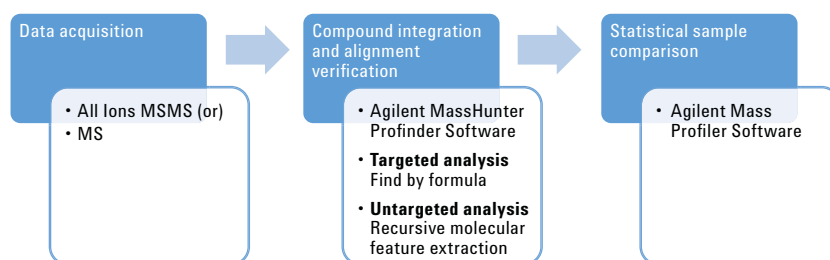 Data acquisition
• All Ions MSMS (or)
• MS
Compound integration
and alignment
verification
• Agilent MassHunter
Profinder Software
• Targeted analysis
Find by formula
• Untargeted analysis
Recursive molecular
feature extraction
Statistical sample
comparison
• Agilent Mass
Profiler Software